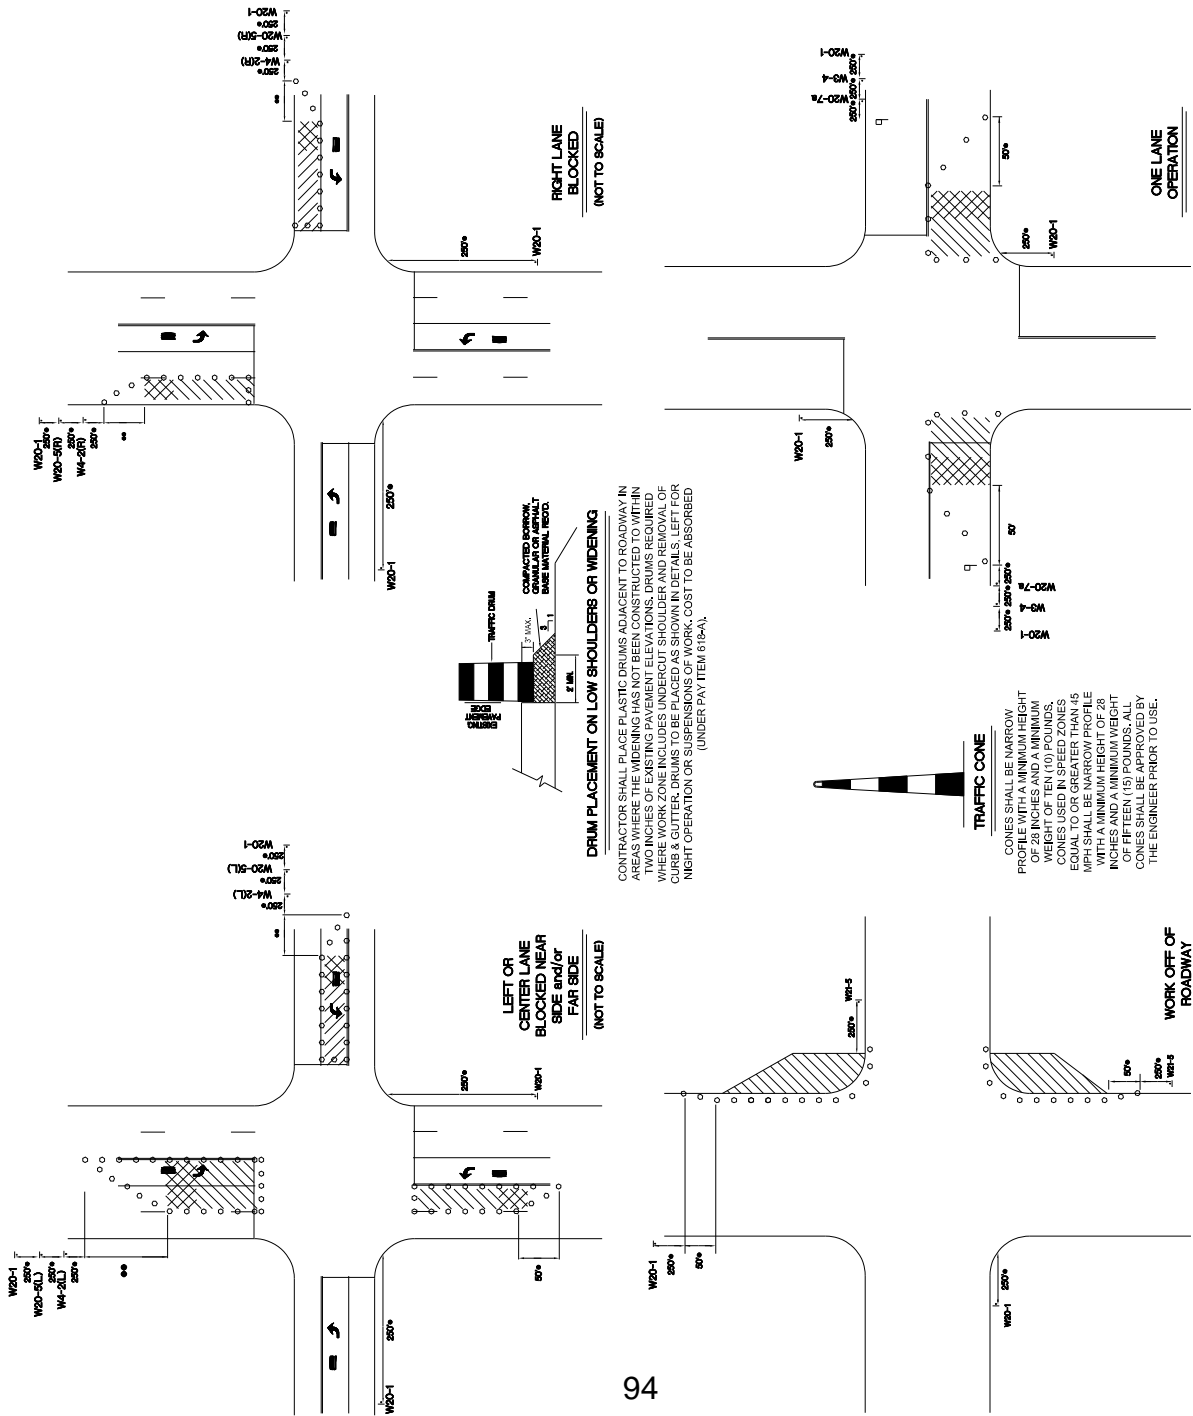 W20-1
250'±
W20-5(L)
250'±
W4-2(L)
250'±
W20-1
250'±
W20-5(L)
250'±
W4-2(L)
250'±
LEFT OR
CENTER LANE
BLOCKED NEAR
SIDE and/or
FAR SIDE
(NOT TO SCALE)
250'±
W20-1
50'±
W20-1
250'±
EXISTING
PAVEMENT
EDGE
TRAFFIC DRUM
3" MAX.
3
1
2' MIN.
COMPACTED BORROW,
GRANULAR OR ASPHALT
BASE MATERIAL REQ'D.
DRUM PLACEMENT ON LOW SHOULDERS OR WIDENING
CONTRACTOR SHALL PLACE PLASTIC DRUMS ADJACENT TO ROADWAY IN
AREAS WHERE THE WIDENING HAS NOT BEEN CONSTRUCTED TO WITHIN
TWO INCHES OF EXISTING PAVEMENT ELEVATIONS. DRUMS REQUIRED
WHERE WORK ZONE INCLUDES UNDERCUT SHOULDER AND REMOVAL OF
CURB & GUTTER. DRUMS TO BE PLACED AS SHOWN IN DETAILS, LEFT FOR
NIGHT OPERATION OR SUSPENSIONS OF WORK. COST TO BE ABSORBED
(UNDER PAY ITEM 618-A).
W20-1
250'±
W20-5(R)
250'±
W4-2(R)
250'±
W20-1
250'±
W20-5(R)
250'±
W4-2(R)
250'±
RIGHT LANE
BLOCKED
(NOT TO SCALE)
250'±
W20-1
W20-1
250'±
W20-1
250'±
50'±
W21-5
250'±
50'±
250'±
W21-5
W20-1
250'±
WORK OFF OF
ROADWAY
TRAFFIC CONE
CONES SHALL BE NARROW
PROFILE WITH A MINIMUM HEIGHT
OF 28 INCHES AND A MINIMUM
WEIGHT OF TEN (10) POUNDS.
CONES USED IN SPEED ZONES
EQUAL TO OR GREATER THAN 45
MPH SHALL BE NARROW PROFILE
WITH A MINIMUM HEIGHT OF 28
INCHES AND A MINIMUM WEIGHT
OF FIFTEEN (15) POUNDS. ALL
CONES SHALL BE APPROVED BY
THE ENGINEER PRIOR TO USE.
W20-1
250'±
W3-4
250'±
W20-7a
250'±
50'
W20-1
250'±
W20-1
250'±
W3-4
250'±
W20-7a
250'±
50'±
250'±
W20-1
ONE LANE
OPERATION
94